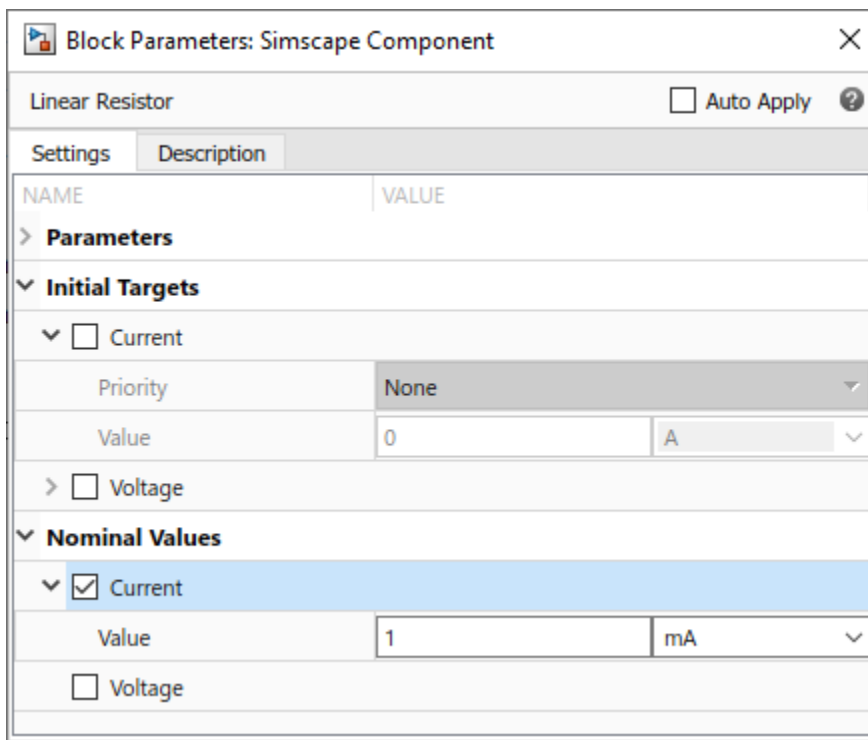 Block Parameters: Simscape Component
Linear Resistor Auto Apply
Settings Description
NAME VALUE
Parameters
Initial Targets
Current
Priority None
Value 0 A
Voltage
Nominal Values
Current
Value 1 mA
Voltage